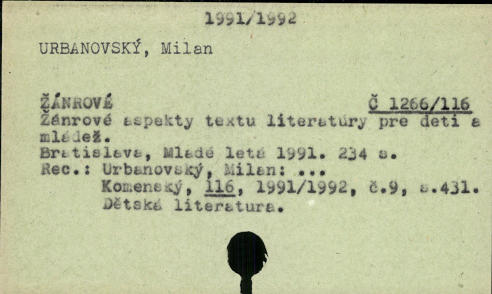 1991/1992
URBANOVSKÝ, Milan
ŽÁNROVÉ Č 1266/116
Žánrové aspekty textu literatúry pre deti a
mládež.
Bratislava, Mladé letá 1991. 234 s.
Rec.: Urbanovský, Milan: ...
Komenský, 116, 1991/1992, č.9, s.431.
Dětská literatura.